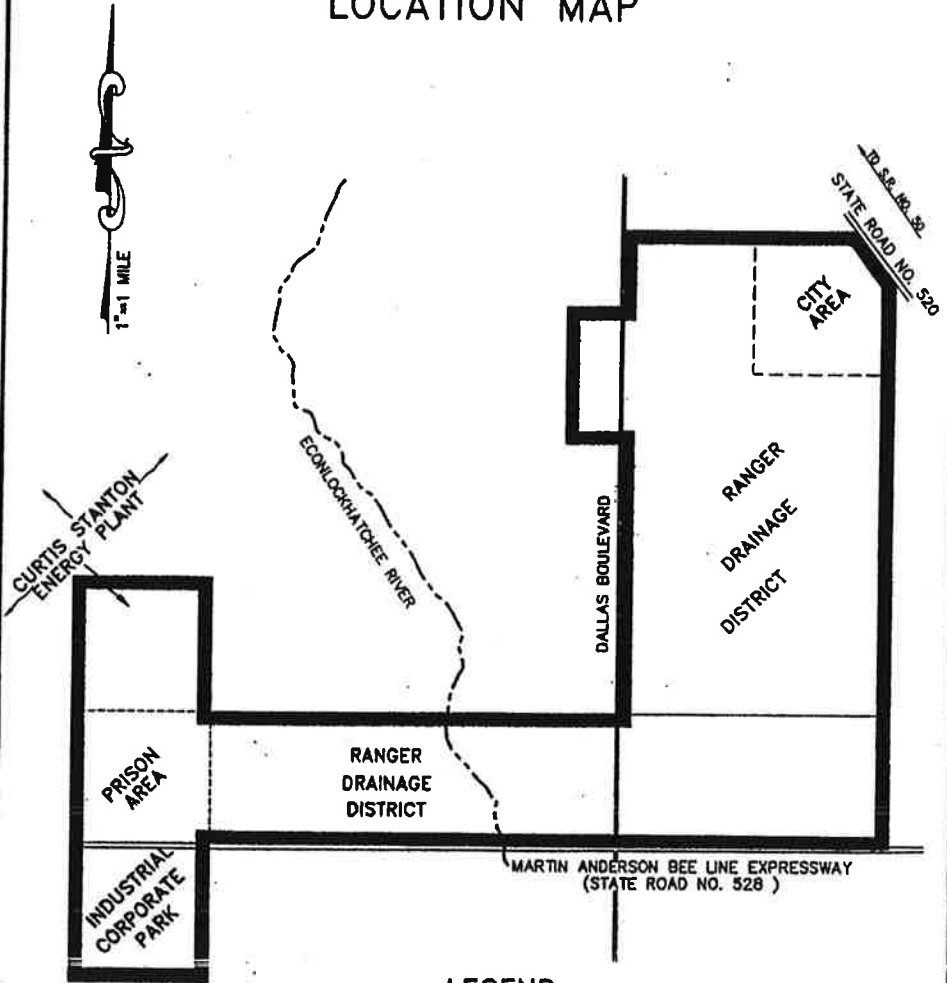 LOCATION MAP
1"=1 MILE
TO S.R. NO. 50
STATE ROAD NO. 520
CITY
AREA
RANGER
DRAINAGE
DISTRICT
DALLAS BOULEVARD
ECONLOCKHATCHEE RIVER
CURTIS STANTON
ENERGY PLANT
PRISON
AREA
RANGER
DRAINAGE
DISTRICT
INDUSTRIAL
CORPORATE
PARK
MARTIN ANDERSON BEE LINE EXPRESSWAY
(STATE ROAD NO. 528 )
LEGEND